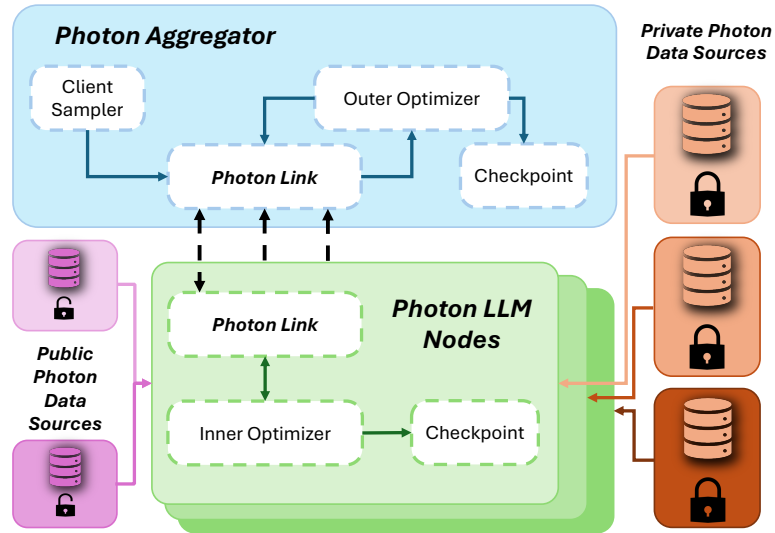 Photon Aggregator
Client
Sampler
Outer Optimizer
Photon Link
Checkpoint
Private Photon
Data Sources
Photon LLM
Nodes
Photon Link
Inner Optimizer
Checkpoint
Public
Photon
Data
Sources